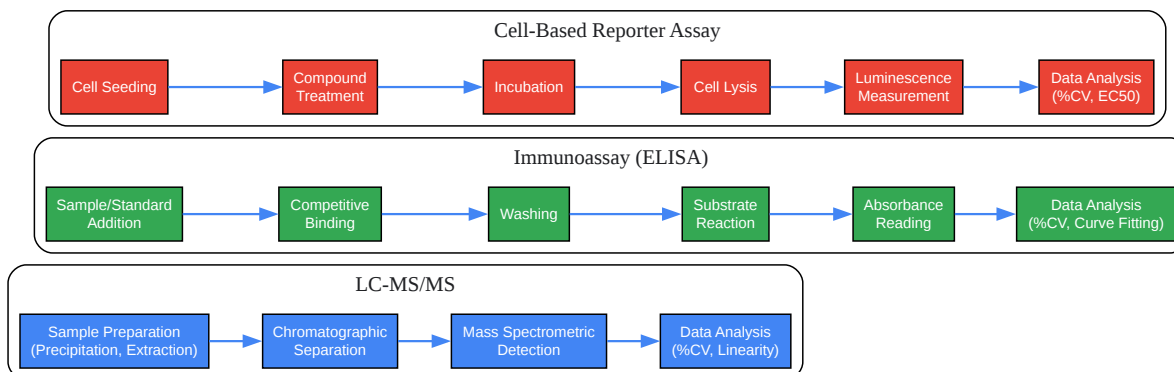 Cell-Based Reporter Assay
Cell Seeding
Compound
Treatment
Incubation
Cell Lysis
Luminescence
Measurement
Data Analysis
(%CV, EC50)
Immunoassay (ELISA)
Sample/Standard
Addition
Competitive
Binding
Washing
Substrate
Reaction
Absorbance
Reading
Data Analysis
(%CV, Curve Fitting)
LC-MS/MS
Sample Preparation
(Precipitation, Extraction)
Chromatographic
Separation
Mass Spectrometric
Detection
Data Analysis
(%CV, Linearity)